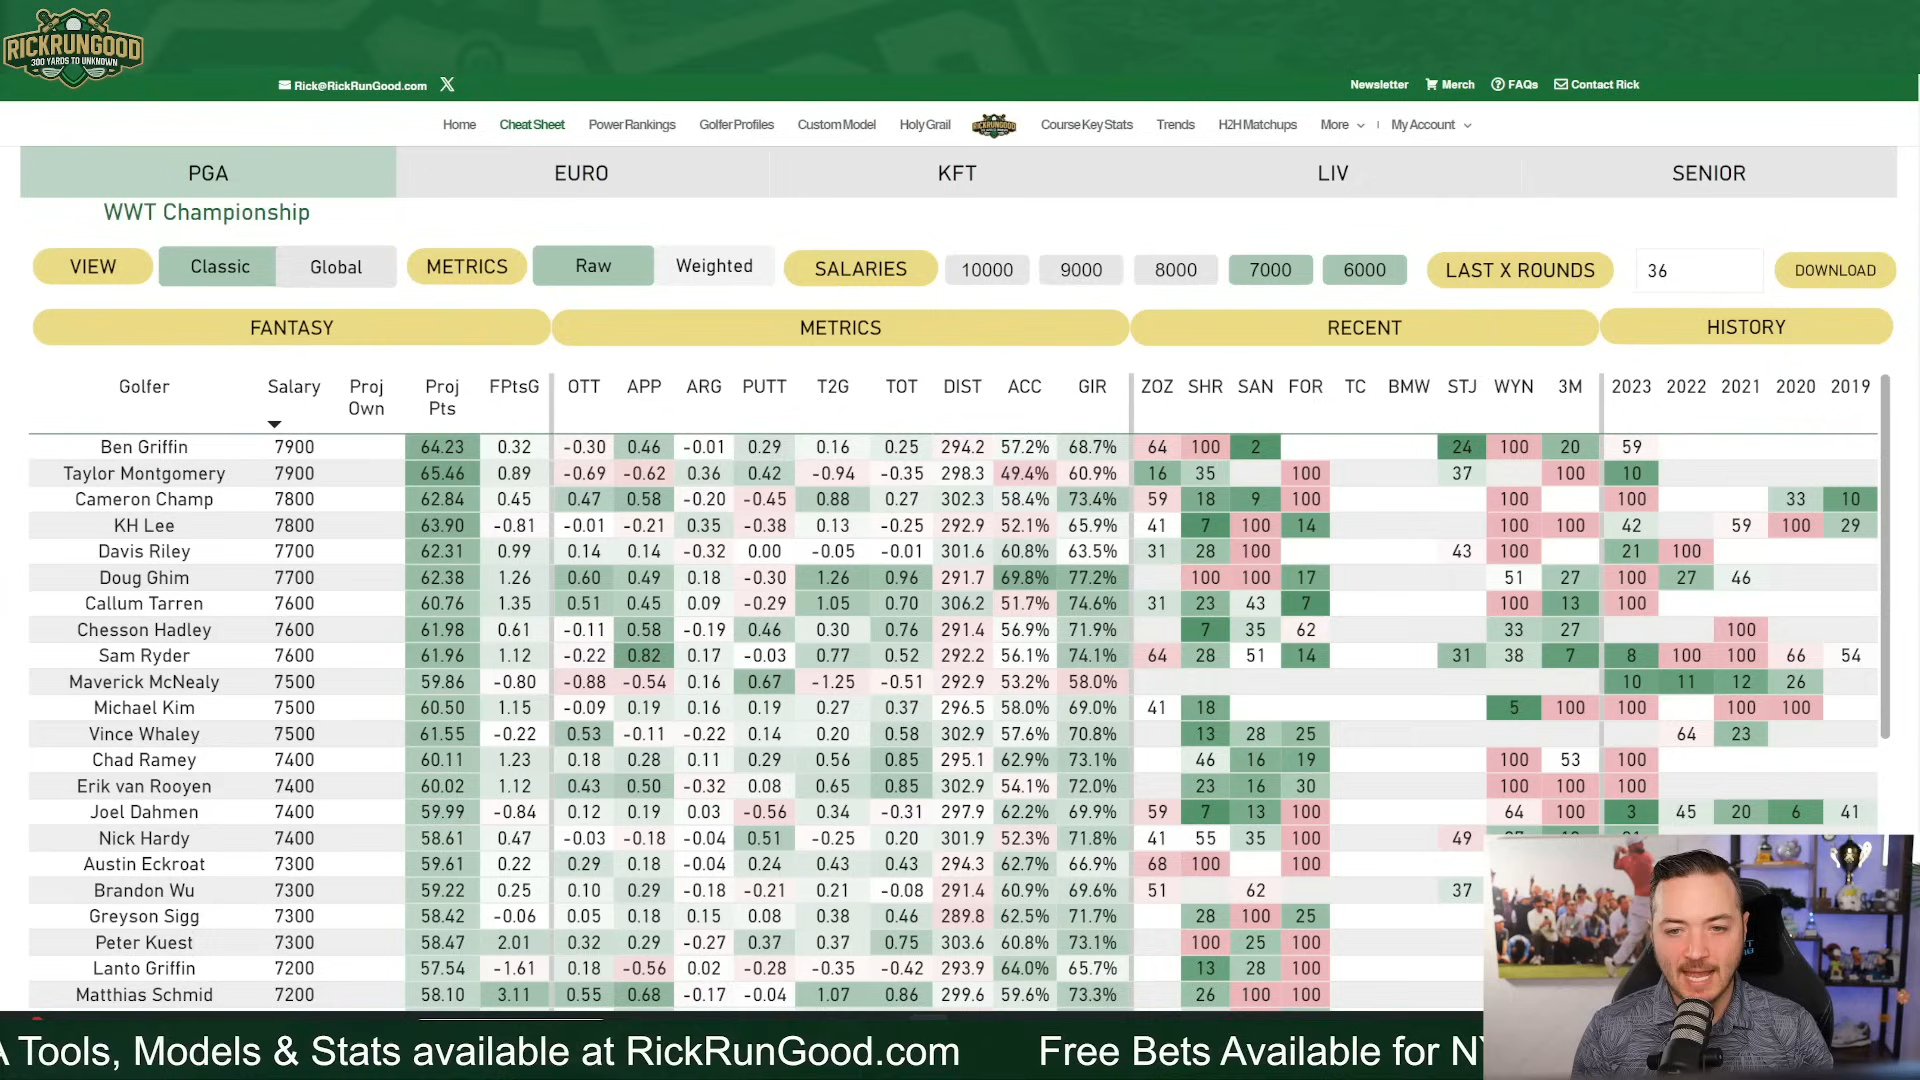 RICKRUNGOOD
300 YARDS TO UNKNOWN
Rick@RickRunGood.com
Newsletter Merch FAQs Contact Rick
Home Cheat Sheet Power Rankings Golfer Profiles Custom Model Holy Grail RICKRUNGOOD Course Key Stats Trends H2H Matchups More My Account
PGA EURO KFT LIV SENIOR
WWT Championship
VIEW Classic Global METRICS Raw Weighted SALARIES 10000 9000 8000 7000 6000 LAST X ROUNDS 36 DOWNLOAD
FANTASY METRICS RECENT HISTORY
Golfer Salary Proj Own Proj Pts FPtsG OTT APP ARG PUTT T2G TOT DIST ACC GIR ZOZ SHR SAN FOR TC BMW STJ WYN 3M 2023 2022 2021 2020 2019
Ben Griffin 7900 64.23 0.32 -0.30 0.46 -0.01 0.29 0.16 0.25 294.2 57.2% 68.7% 64 100 2 24 100 20 59
Taylor Montgomery 7900 65.46 0.89 -0.69 -0.62 0.36 0.42 -0.94 -0.35 298.3 49.4% 60.9% 16 35 100 37 100 10
Cameron Champ 7800 62.84 0.45 0.47 0.58 -0.20 -0.45 0.88 0.27 302.3 58.4% 73.4% 59 18 9 100 100 100 33 10
KH Lee 7800 63.90 -0.81 -0.01 -0.21 0.35 -0.38 0.13 -0.25 292.9 52.1% 65.9% 41 7 100 14 100 100 42 59 100 29
Davis Riley 7700 62.31 0.99 0.14 0.14 -0.32 0.00 -0.05 -0.01 301.6 60.8% 63.5% 31 28 100 43 100 21 100
Doug Ghim 7700 62.38 1.26 0.60 0.49 0.18 -0.30 1.26 0.96 291.7 69.8% 77.2% 100 100 17 51 27 100 27 46
Callum Tarren 7600 60.76 1.35 0.51 0.45 0.09 -0.29 1.05 0.70 306.2 51.7% 74.6% 31 23 43 7 100 13 100
Chesson Hadley 7600 61.98 0.61 -0.11 0.58 -0.19 0.46 0.30 0.76 291.4 56.9% 71.9% 7 35 62 33 27 100
Sam Ryder 7600 61.96 1.12 -0.22 0.82 0.17 -0.03 0.77 0.52 292.2 56.1% 74.1% 64 28 51 14 31 38 7 8 100 100 66 54
Maverick McNealy 7500 59.86 -0.80 -0.88 -0.54 0.16 0.67 -1.25 -0.51 292.9 53.2% 58.0% 10 11 12 26
Michael Kim 7500 60.50 1.15 -0.09 0.19 0.16 0.19 0.27 0.37 296.5 58.0% 69.0% 41 18 5 100 100 100 100
Vince Whaley 7500 61.55 -0.22 0.53 -0.11 -0.22 0.14 0.20 0.58 302.9 57.6% 70.8% 13 28 25 64 23
Chad Ramey 7400 60.11 1.23 0.18 0.28 0.11 0.29 0.56 0.85 295.1 62.9% 73.1% 46 16 19 100 53 100
Erik van Rooyen 7400 60.02 1.12 0.43 0.50 -0.32 0.08 0.65 0.85 302.9 54.1% 72.0% 23 16 30 100 100 100
Joel Dahmen 7400 59.99 -0.84 0.12 0.19 0.03 -0.56 0.34 -0.31 297.9 62.2% 69.9% 59 7 13 100 64 100 3 45 20 6 41
Nick Hardy 7400 58.61 0.47 -0.03 -0.18 -0.04 0.51 -0.25 0.20 301.9 52.3% 71.8% 41 55 35 100 49
Austin Eckroat 7300 59.61 0.22 0.29 0.18 -0.04 0.24 0.43 0.43 294.3 62.7% 66.9% 68 100 100
Brandon Wu 7300 59.22 0.25 0.10 0.29 -0.18 -0.21 0.21 -0.08 291.4 60.9% 69.6% 51 62 37
Greyson Sigg 7300 58.42 -0.06 0.05 0.18 0.15 0.08 0.38 0.46 289.8 62.5% 71.7% 28 100 25
Peter Kuest 7300 58.47 2.01 0.32 0.29 -0.27 0.37 0.37 0.75 303.6 60.8% 73.1% 100 25 100
Lanto Griffin 7200 57.54 -1.61 0.18 -0.56 0.02 -0.28 -0.35 -0.42 293.9 64.0% 65.7% 13 28 100
Matthias Schmid 7200 58.10 3.11 0.55 0.68 -0.17 -0.04 1.07 0.86 299.6 59.6% 73.3% 26 100 100
A Tools, Models & Stats available at RickRunGood.com Free Bets Available for NY